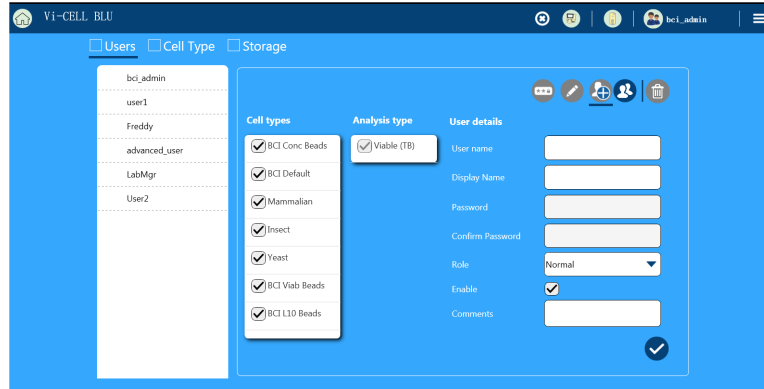 Vi-CELL BLU
bci_admin
Users Cell Type Storage
bci_admin
user1
Freddy
advanced_user
LabMgr
User2
Cell types
BCI Conc Beads
BCI Default
Mammalian
Insect
Yeast
BCI Viab Beads
BCI L10 Beads
Analysis type
Viable (TB)
User details
User name
Display Name
Password
Confirm Password
Role Normal
Enable
Comments